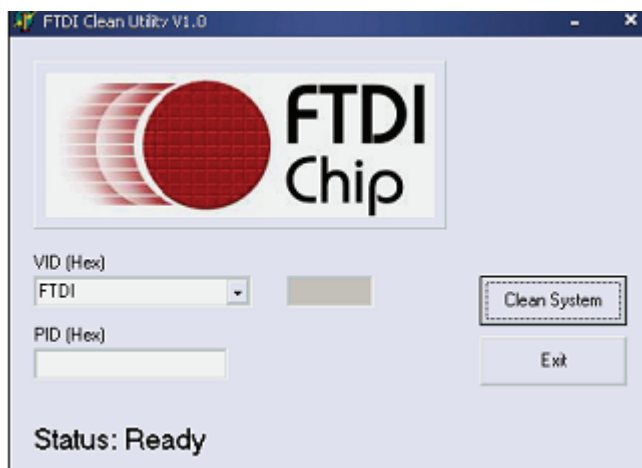 FTDI Clean Utility V1.0
FTDI
Chip
VID (Hex)
FTDI
Clean System
PID (Hex)
Exit
Status: Ready